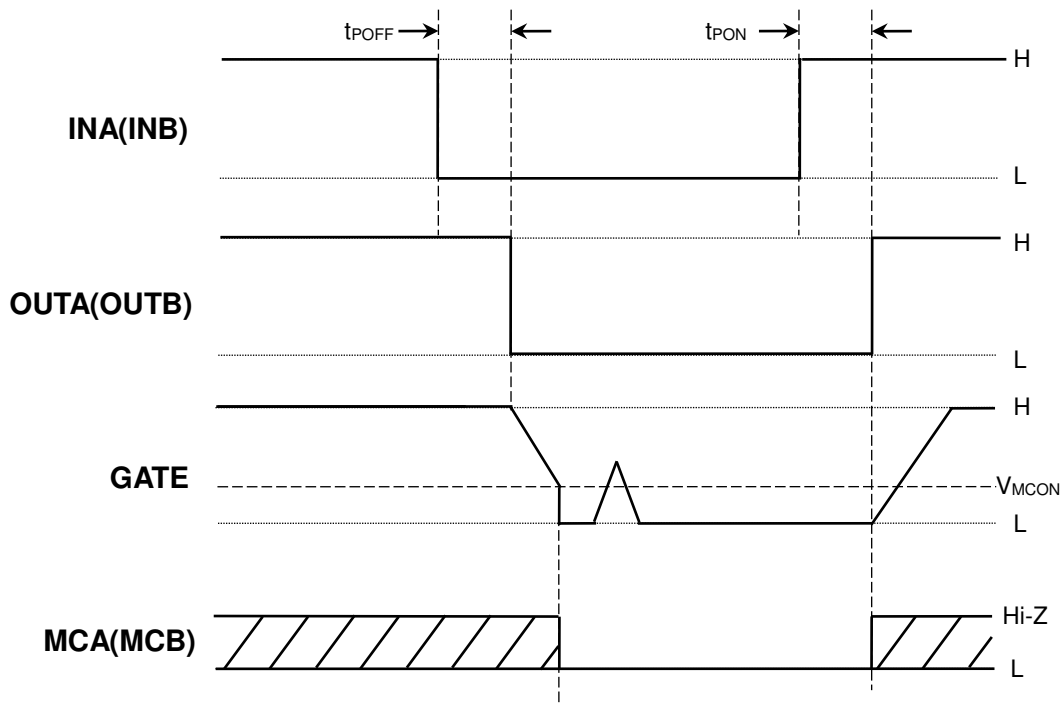 tPOFF
tPON
H
INA(INB)
L
H
OUTA(OUTB)
L
H
GATE
VMCON
L
Hi-Z
MCA(MCB)
L